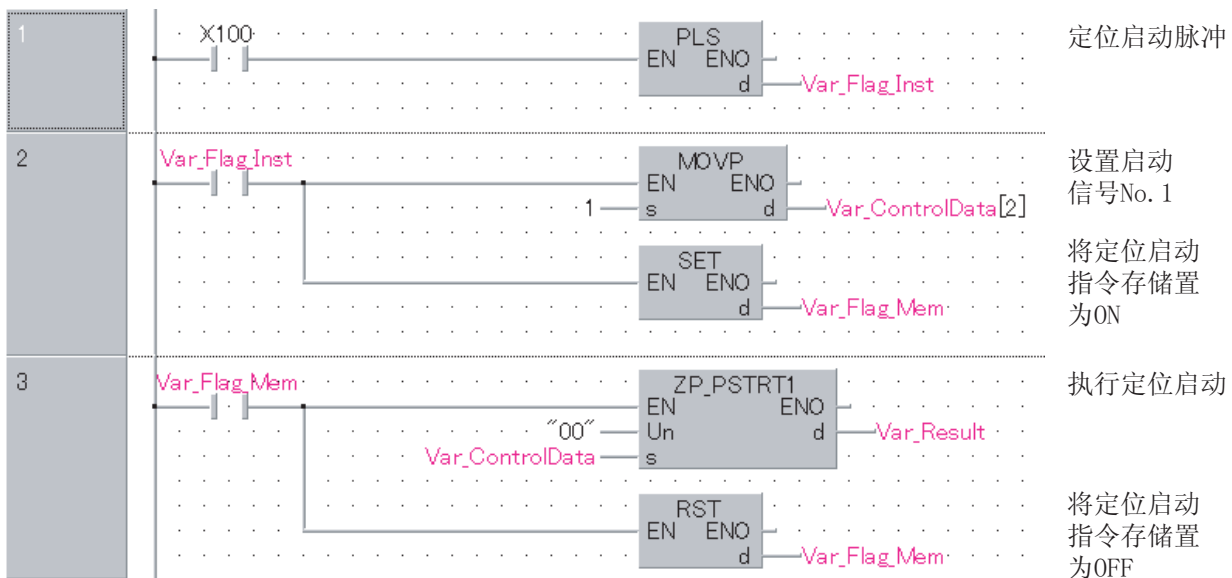 1
X100
PLS
EN ENO
d
Var_Flag_Inst
定位启动脉冲
2
Var_Flag_Inst
MOVP
EN ENO
1 s d Var_ControlData[2]
设置启动
信号No.1
SET
EN ENO
d Var_Flag_Mem
将定位启动
指令存储置
为ON
3
Var_Flag_Mem
ZP_PSTRT1
EN ENO
"00" Un d Var_Result
Var_ControlData s
执行定位启动
RST
EN ENO
d Var_Flag_Mem
将定位启动
指令存储置
为OFF